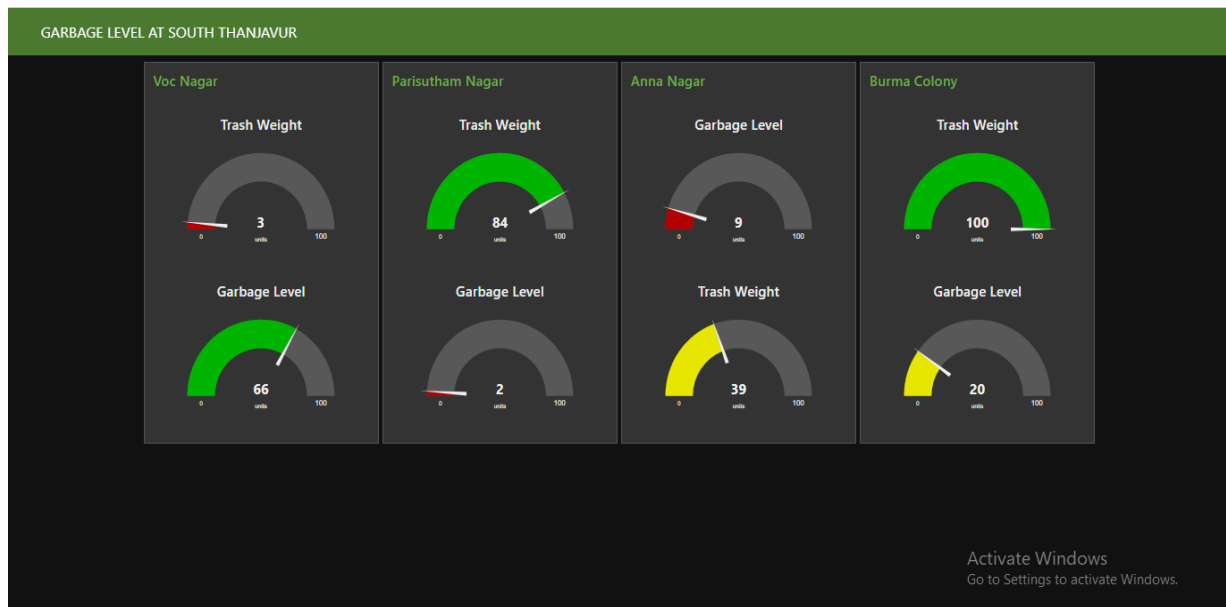 GARBAGE LEVEL AT SOUTH THANJAVUR
Voc Nagar
Trash Weight
3
units
0
100
Garbage Level
66
units
0
100
Parisutham Nagar
Trash Weight
84
units
0
100
Garbage Level
2
units
0
100
Anna Nagar
Garbage Level
9
units
0
100
Trash Weight
39
units
0
100
Burma Colony
Trash Weight
100
units
0
100
Garbage Level
20
units
0
100
Activate Windows
Go to Settings to activate Windows.